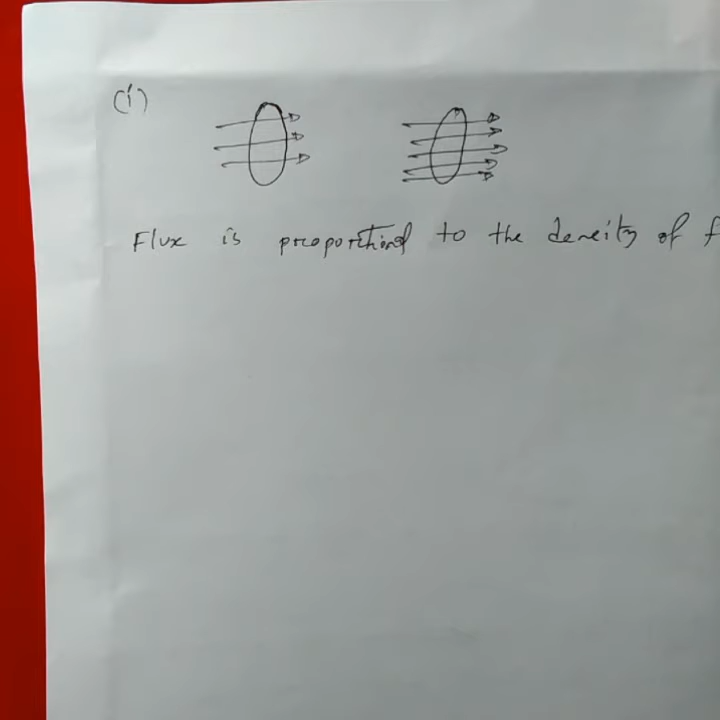 (i)
Flux is proportional to the density of f